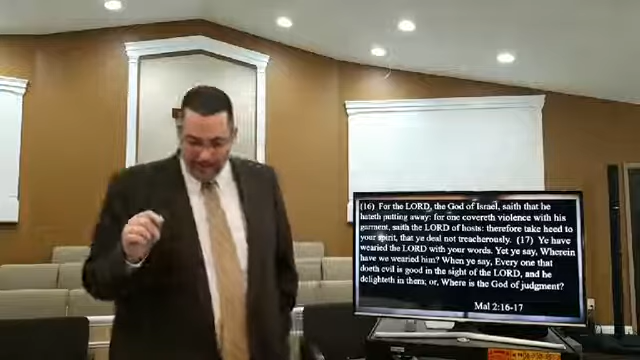 (16) For the LORD, the God of Israel, saith that he
hateth putting away: for one covereth violence with his
garment, saith the LORD of hosts: therefore take heed to
your spirit, that ye deal not treacherously. (17) Ye have
wearied the LORD with your words. Yet ye say, Wherein
have we wearied him? When ye say, Every one that
doeth evil is good in the sight of the LORD, and he
delighteth in them; or, Where is the God of judgment?
Mal 2:16-17